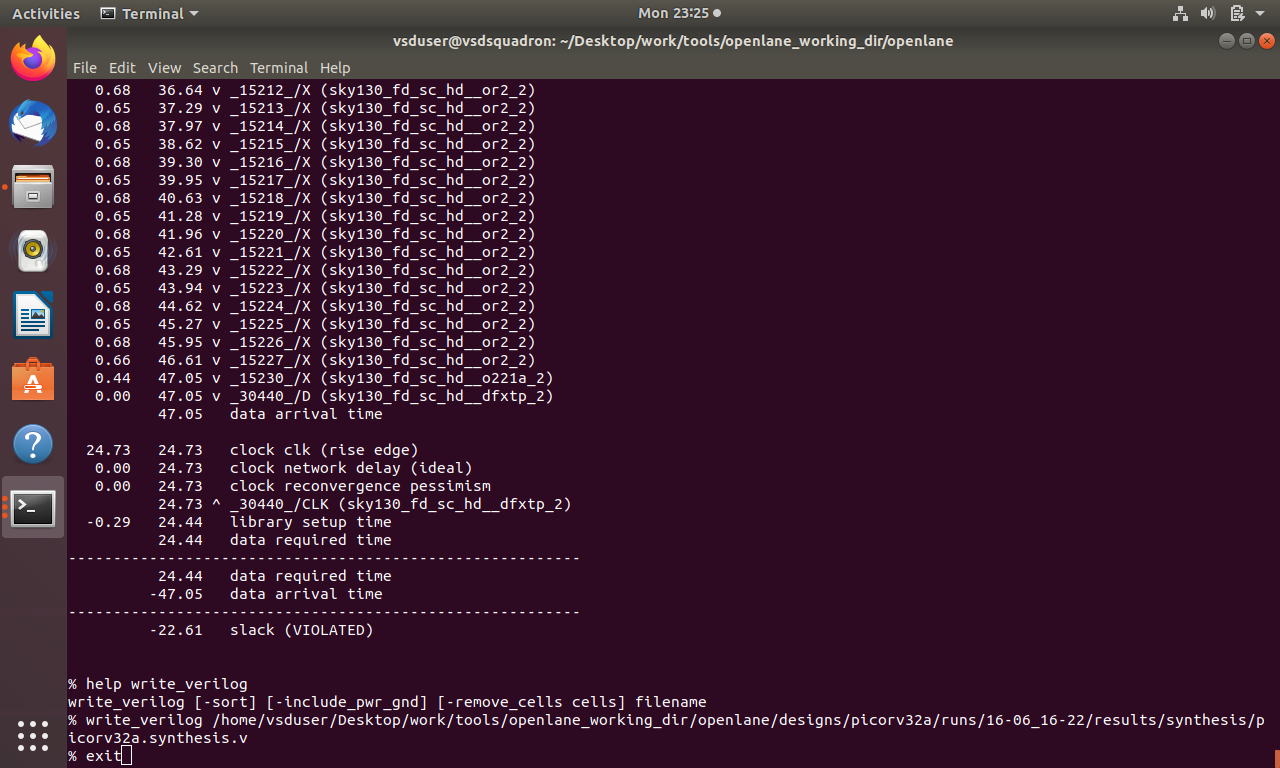 Activities Terminal Mon 23:25
vsduser@vsdsquadron: ~/Desktop/work/tools/openlane_working_dir/openlane
File Edit View Search Terminal Help
0.68 36.64 v _15212_/X (sky130_fd_sc_hd__or2_2)
0.65 37.29 v _15213_/X (sky130_fd_sc_hd__or2_2)
0.68 37.97 v _15214_/X (sky130_fd_sc_hd__or2_2)
0.65 38.62 v _15215_/X (sky130_fd_sc_hd__or2_2)
0.68 39.30 v _15216_/X (sky130_fd_sc_hd__or2_2)
0.65 39.95 v _15217_/X (sky130_fd_sc_hd__or2_2)
0.68 40.63 v _15218_/X (sky130_fd_sc_hd__or2_2)
0.65 41.28 v _15219_/X (sky130_fd_sc_hd__or2_2)
0.68 41.96 v _15220_/X (sky130_fd_sc_hd__or2_2)
0.65 42.61 v _15221_/X (sky130_fd_sc_hd__or2_2)
0.68 43.29 v _15222_/X (sky130_fd_sc_hd__or2_2)
0.65 43.94 v _15223_/X (sky130_fd_sc_hd__or2_2)
0.68 44.62 v _15224_/X (sky130_fd_sc_hd__or2_2)
0.65 45.27 v _15225_/X (sky130_fd_sc_hd__or2_2)
0.68 45.95 v _15226_/X (sky130_fd_sc_hd__or2_2)
0.66 46.61 v _15227_/X (sky130_fd_sc_hd__or2_2)
0.44 47.05 v _15230_/X (sky130_fd_sc_hd__o221a_2)
0.00 47.05 v _30440_/D (sky130_fd_sc_hd__dfxtp_2)
47.05 data arrival time
24.73 24.73 clock clk (rise edge)
0.00 24.73 clock network delay (ideal)
0.00 24.73 clock reconvergence pessimism
24.73 ^ _30440_/CLK (sky130_fd_sc_hd__dfxtp_2)
-0.29 24.44 library setup time
24.44 data required time
---------------------------------------------------------
24.44 data required time
-47.05 data arrival time
---------------------------------------------------------
-22.61 slack (VIOLATED)
% help write_verilog
write_verilog [-sort] [-include_pwr_gnd] [-remove_cells cells] filename
% write_verilog /home/vsduser/Desktop/work/tools/openlane_working_dir/openlane/designs/picorv32a/runs/16-06_16-22/results/synthesis/p
icorv32a.synthesis.v
% exit